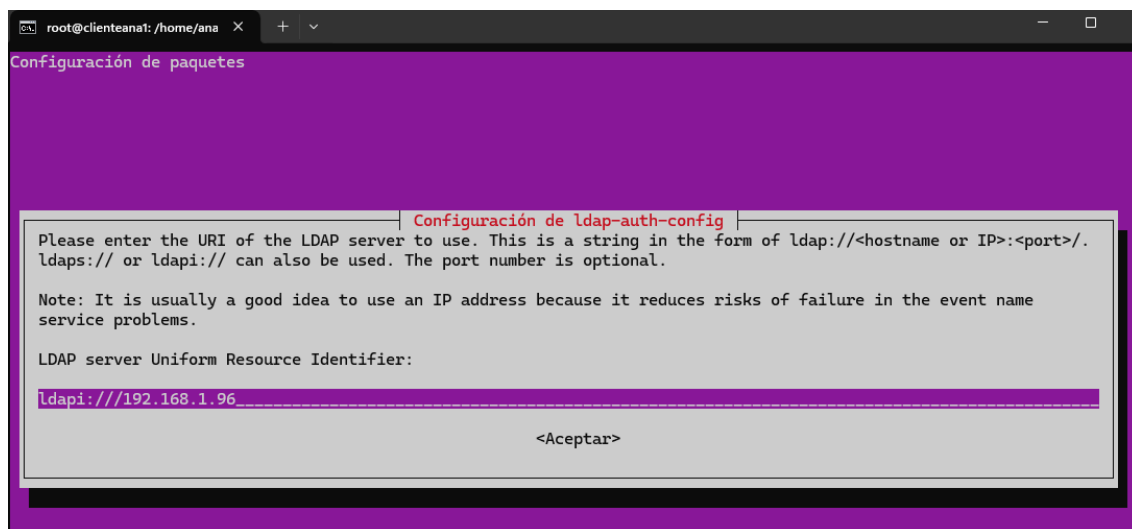 root@clienteana1: /home/ana
Configuración de paquetes
Configuración de ldap-auth-config
Please enter the URI of the LDAP server to use. This is a string in the form of ldap://<hostname or IP>:<port>/.
ldaps:// or ldapi:// can also be used. The port number is optional.
Note: It is usually a good idea to use an IP address because it reduces risks of failure in the event name
service problems.
LDAP server Uniform Resource Identifier:
ldapi:///192.168.1.96
<Aceptar>